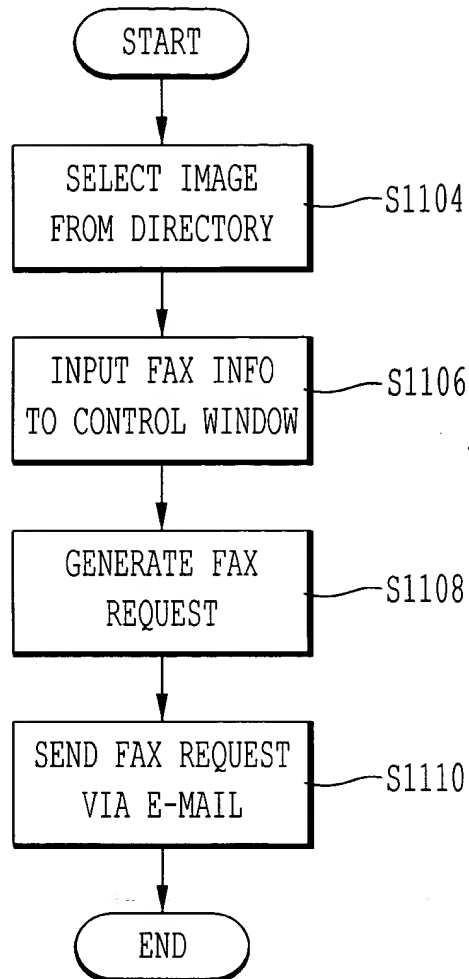 START
SELECT IMAGE
FROM DIRECTORY
S1104
INPUT FAX INFO
TO CONTROL WINDOW
S1106
GENERATE FAX
REQUEST
S1108
SEND FAX REQUEST
VIA E-MAIL
S1110
END